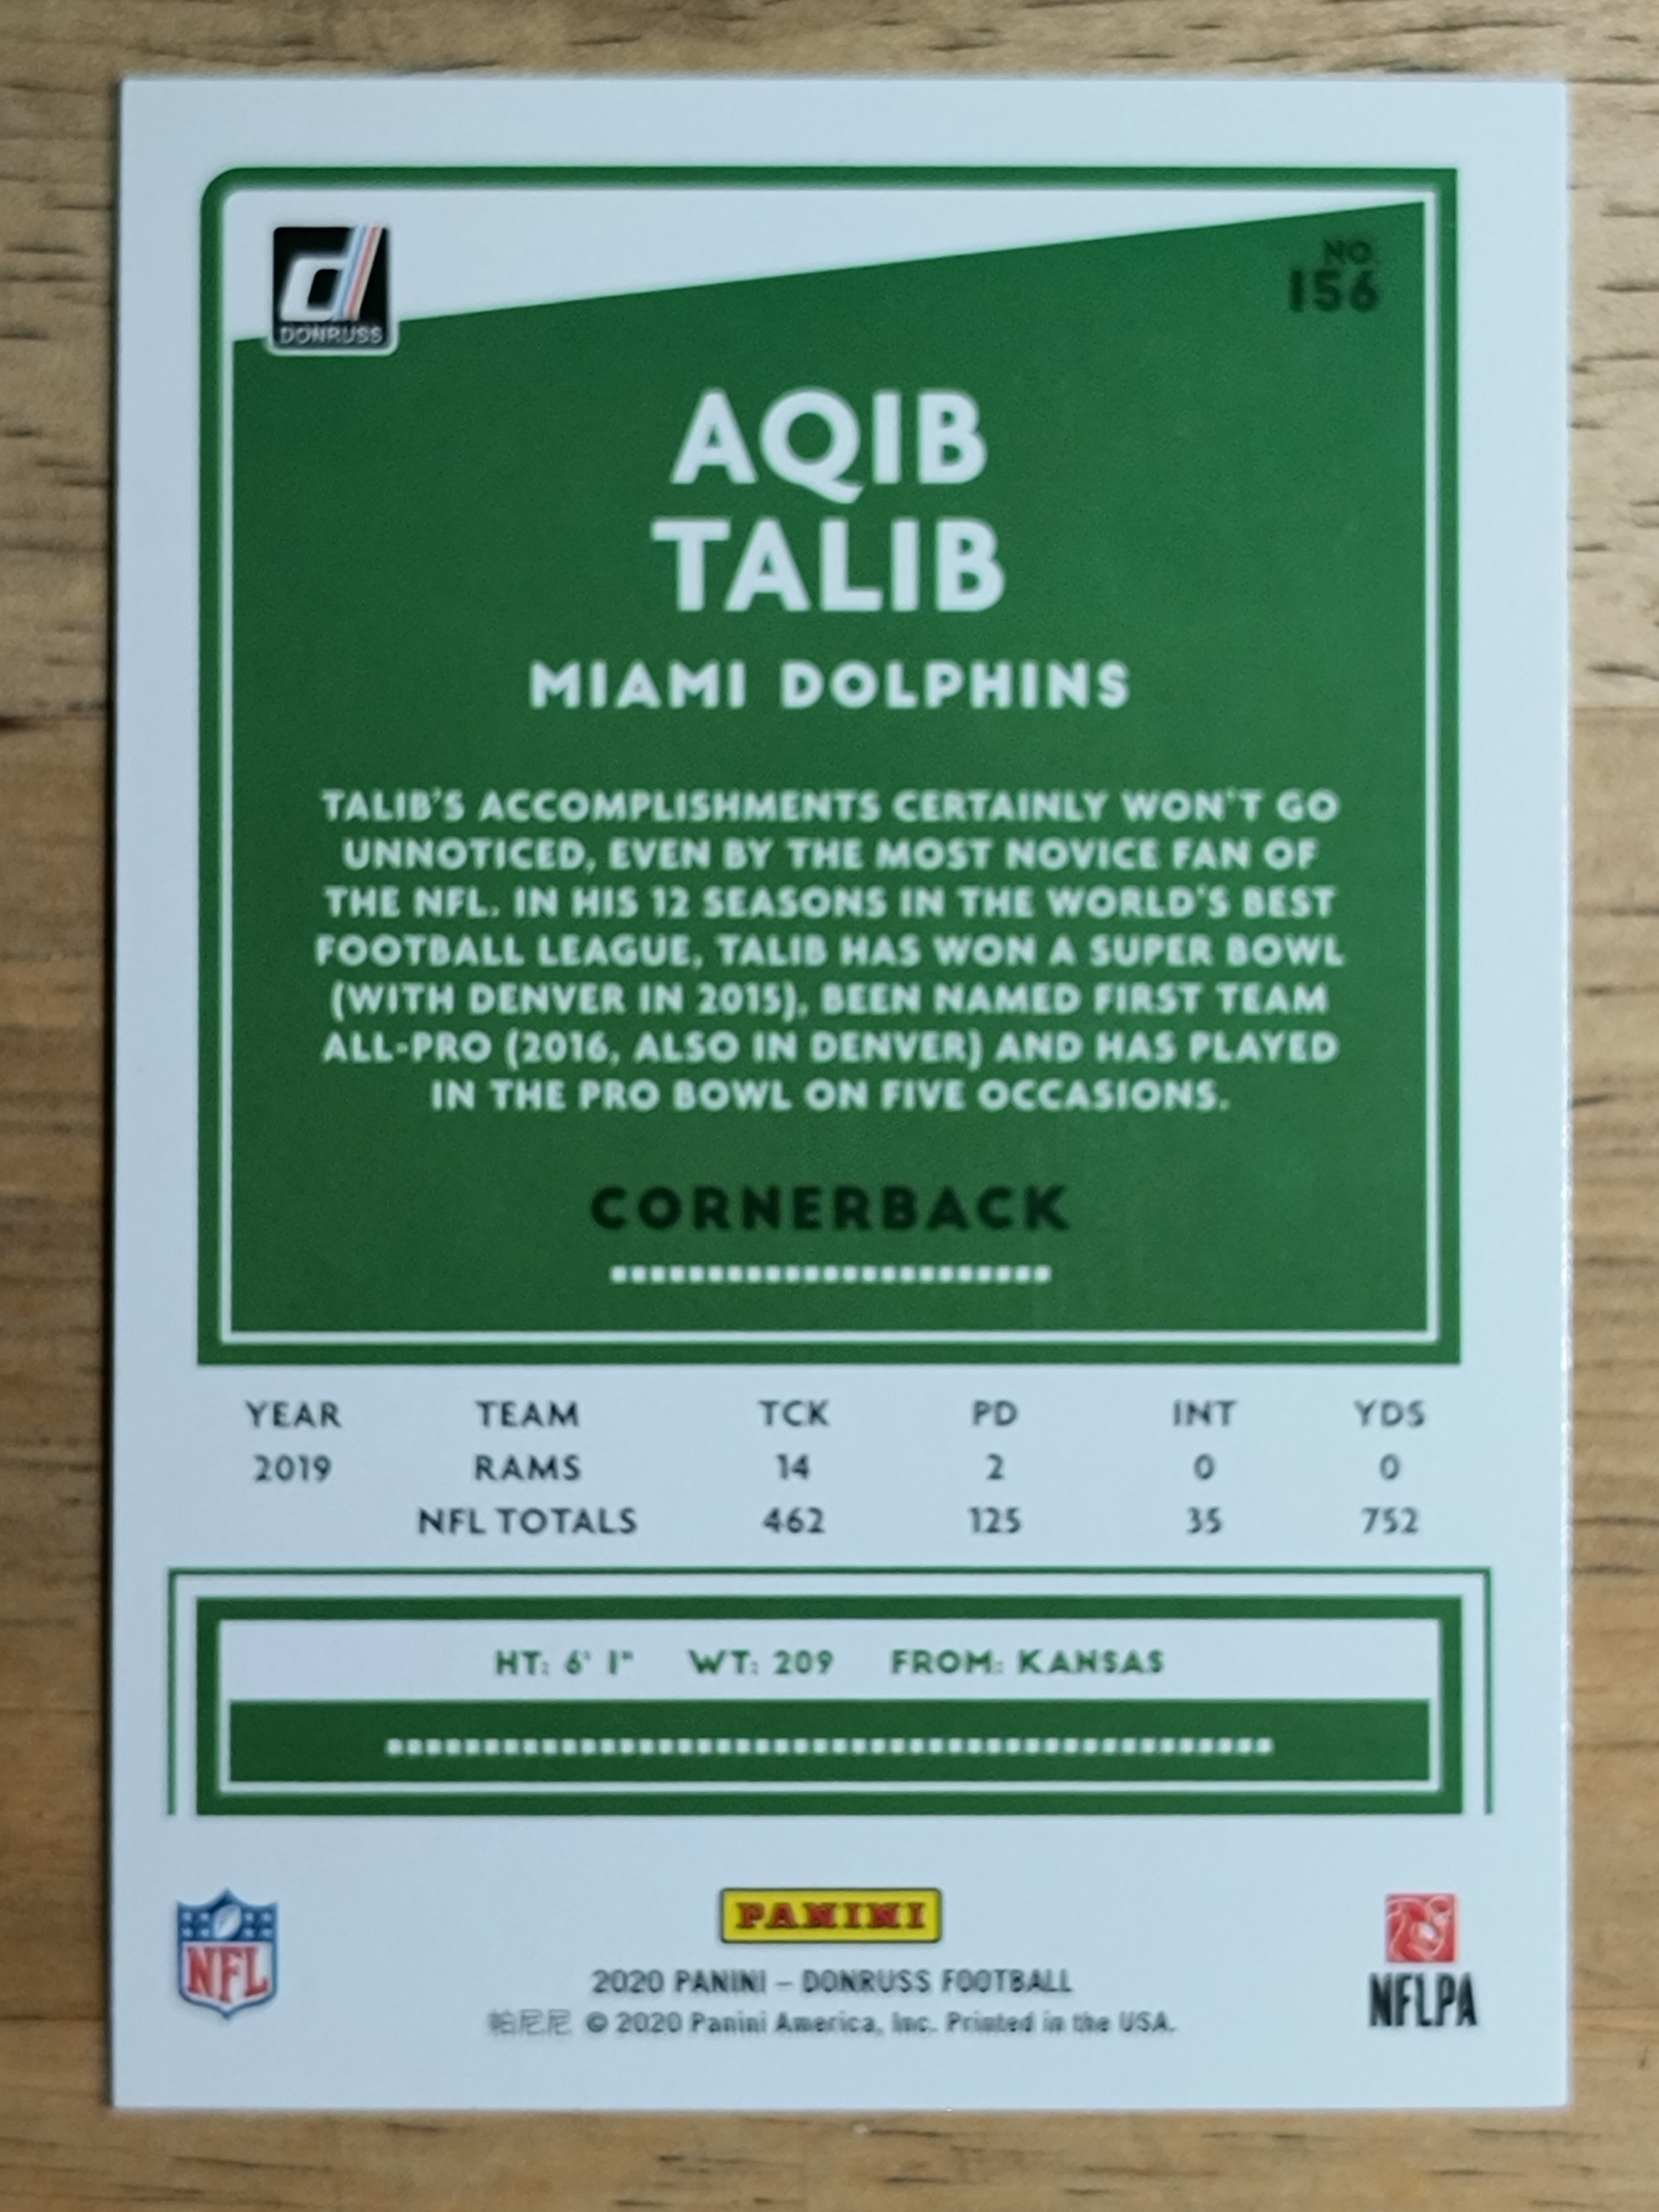 DONRUSS
NO.
156
AQIB
TALIB
MIAMI DOLPHINS
TALIB'S ACCOMPLISHMENTS CERTAINLY WON'T GO
UNNOTICED, EVEN BY THE MOST NOVICE FAN OF
THE NFL. IN HIS 12 SEASONS IN THE WORLD'S BEST
FOOTBALL LEAGUE, TALIB HAS WON A SUPER BOWL
(WITH DENVER IN 2015), BEEN NAMED FIRST TEAM
ALL-PRO (2016, ALSO IN DENVER) AND HAS PLAYED
IN THE PRO BOWL ON FIVE OCCASIONS.
CORNERBACK
YEAR TEAM TCK PD INT YDS
2019 RAMS 14 2 0 0
NFL TOTALS 462 125 35 752
HT: 6' 1" WT: 209 FROM: KANSAS
NFL
PANINI
NFLPA
2020 PANINI – DONRUSS FOOTBALL
帕尼尼 © 2020 Panini America, Inc. Printed in the USA.